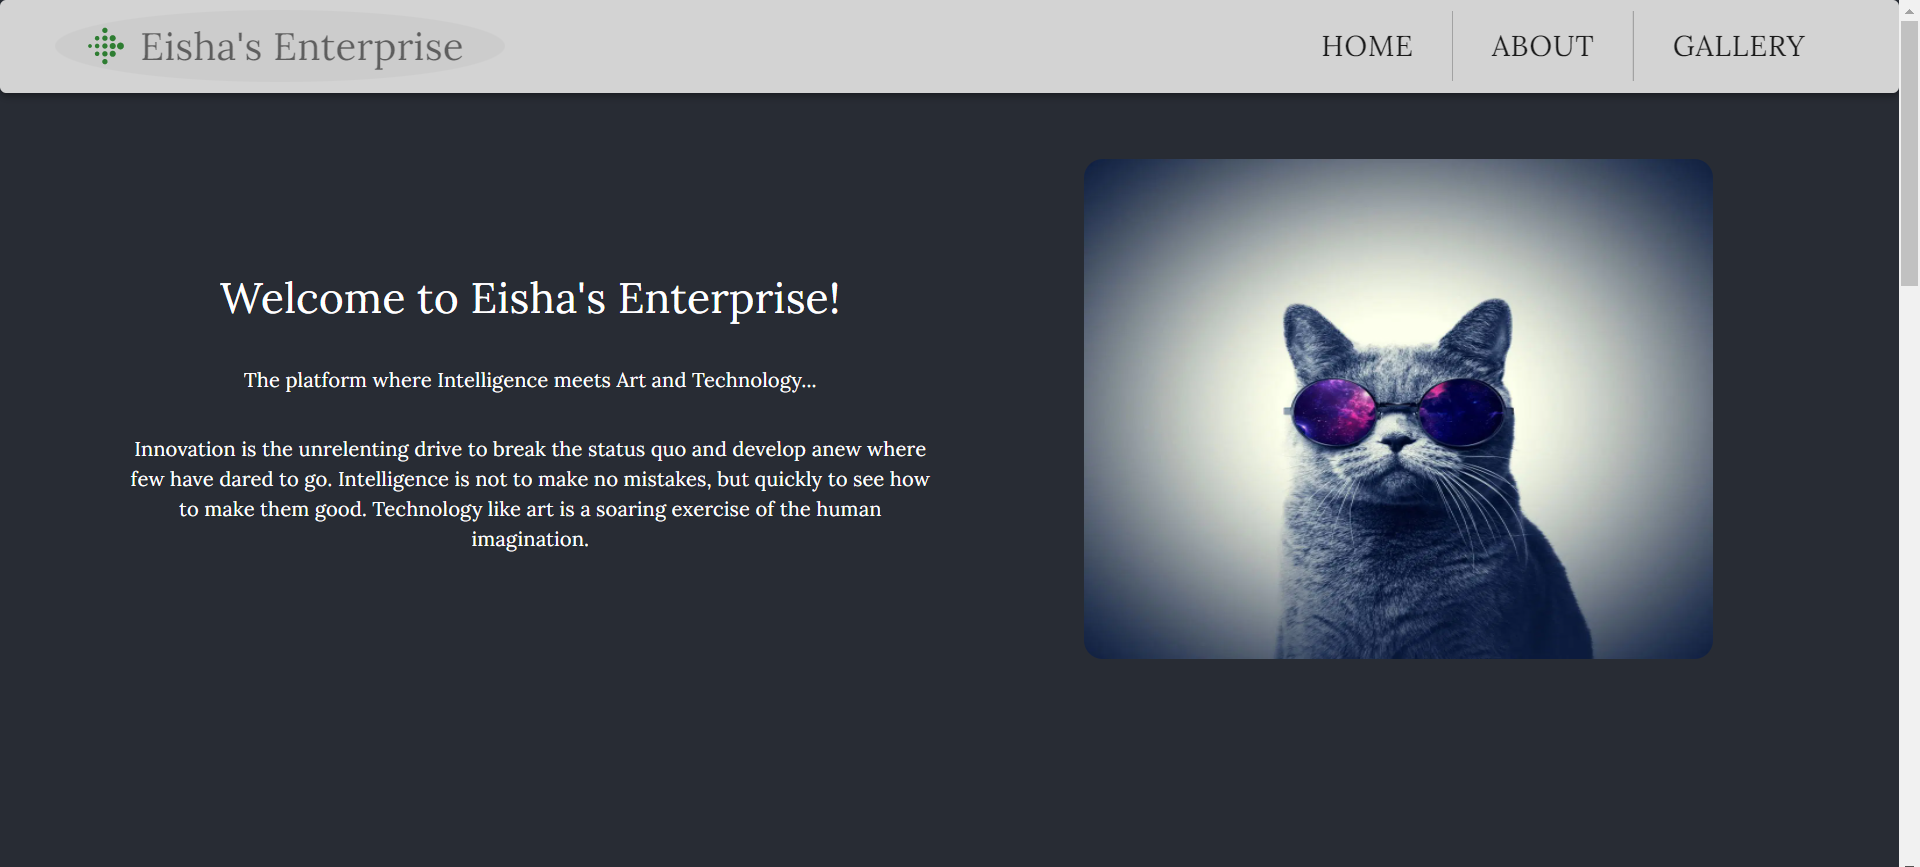 Eisha's Enterprise
HOME
ABOUT
GALLERY
Welcome to Eisha's Enterprise!
The platform where Intelligence meets Art and Technology...
Innovation is the unrelenting drive to break the status quo and develop anew where
few have dared to go. Intelligence is not to make no mistakes, but quickly to see how
to make them good. Technology like art is a soaring exercise of the human
imagination.